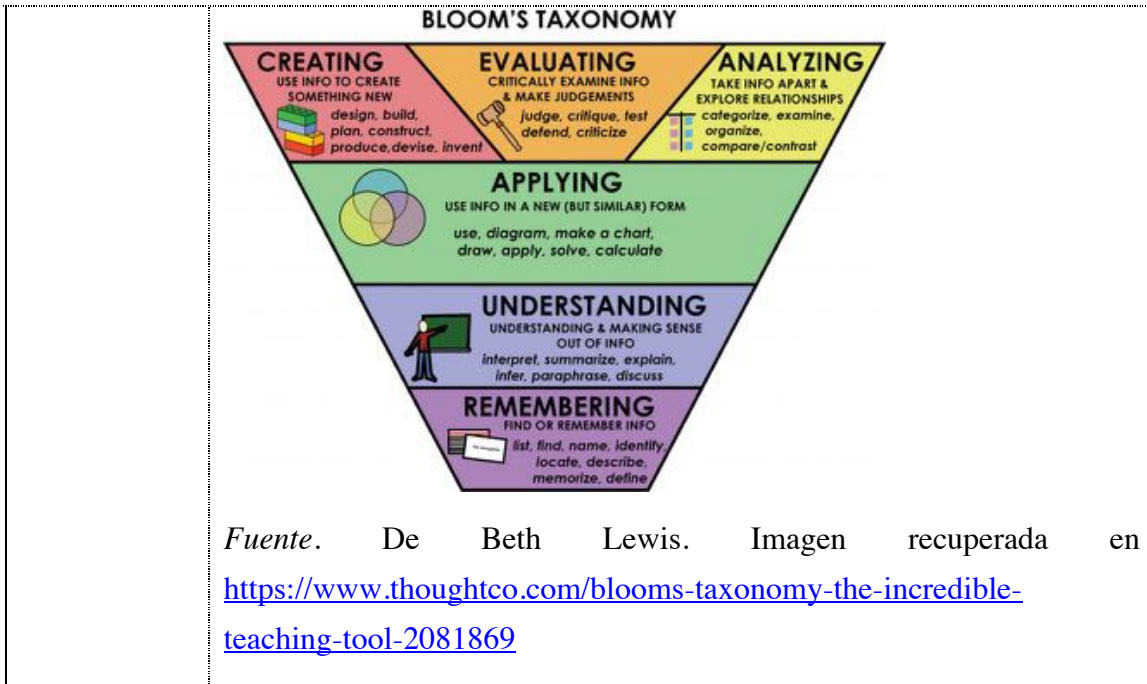 BLOOM'S TAXONOMY
CREATING
USE INFO TO CREATE
SOMETHING NEW
design, build,
plan, construct,
produce,devise, invent
EVALUATING
CRITICALLY EXAMINE INFO
& MAKE JUDGEMENTS
judge, critique, test
defend, criticize
ANALYZING
TAKE INFO APART &
EXPLORE RELATIONSHIPS
categorize, examine,
organize,
compare/contrast
APPLYING
USE INFO IN A NEW (BUT SIMILAR) FORM
use, diagram, make a chart,
draw, apply, solve, calculate
UNDERSTANDING
UNDERSTANDING & MAKING SENSE
OUT OF INFO
interpret, summarize, explain,
infer, paraphrase, discuss
REMEMBERING
FIND OR REMEMBER INFO
list, find, name, identify,
locate, describe,
memorize, define
Fuente. De Beth Lewis. Imagen recuperada en
https://www.thoughtco.com/blooms-taxonomy-the-incredible-
teaching-tool-2081869